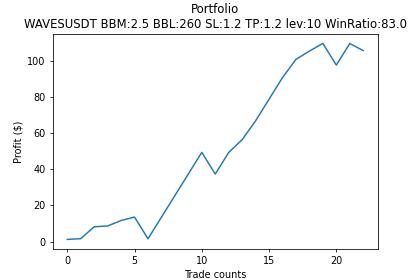 Portfolio
WAVESUSDT BBM:2.5 BBL:260 SL:1.2 TP:1.2 lev:10 WinRatio:83.0
Profit ($)
100
80
60
40
20
0
0 5 10 15 20
Trade counts